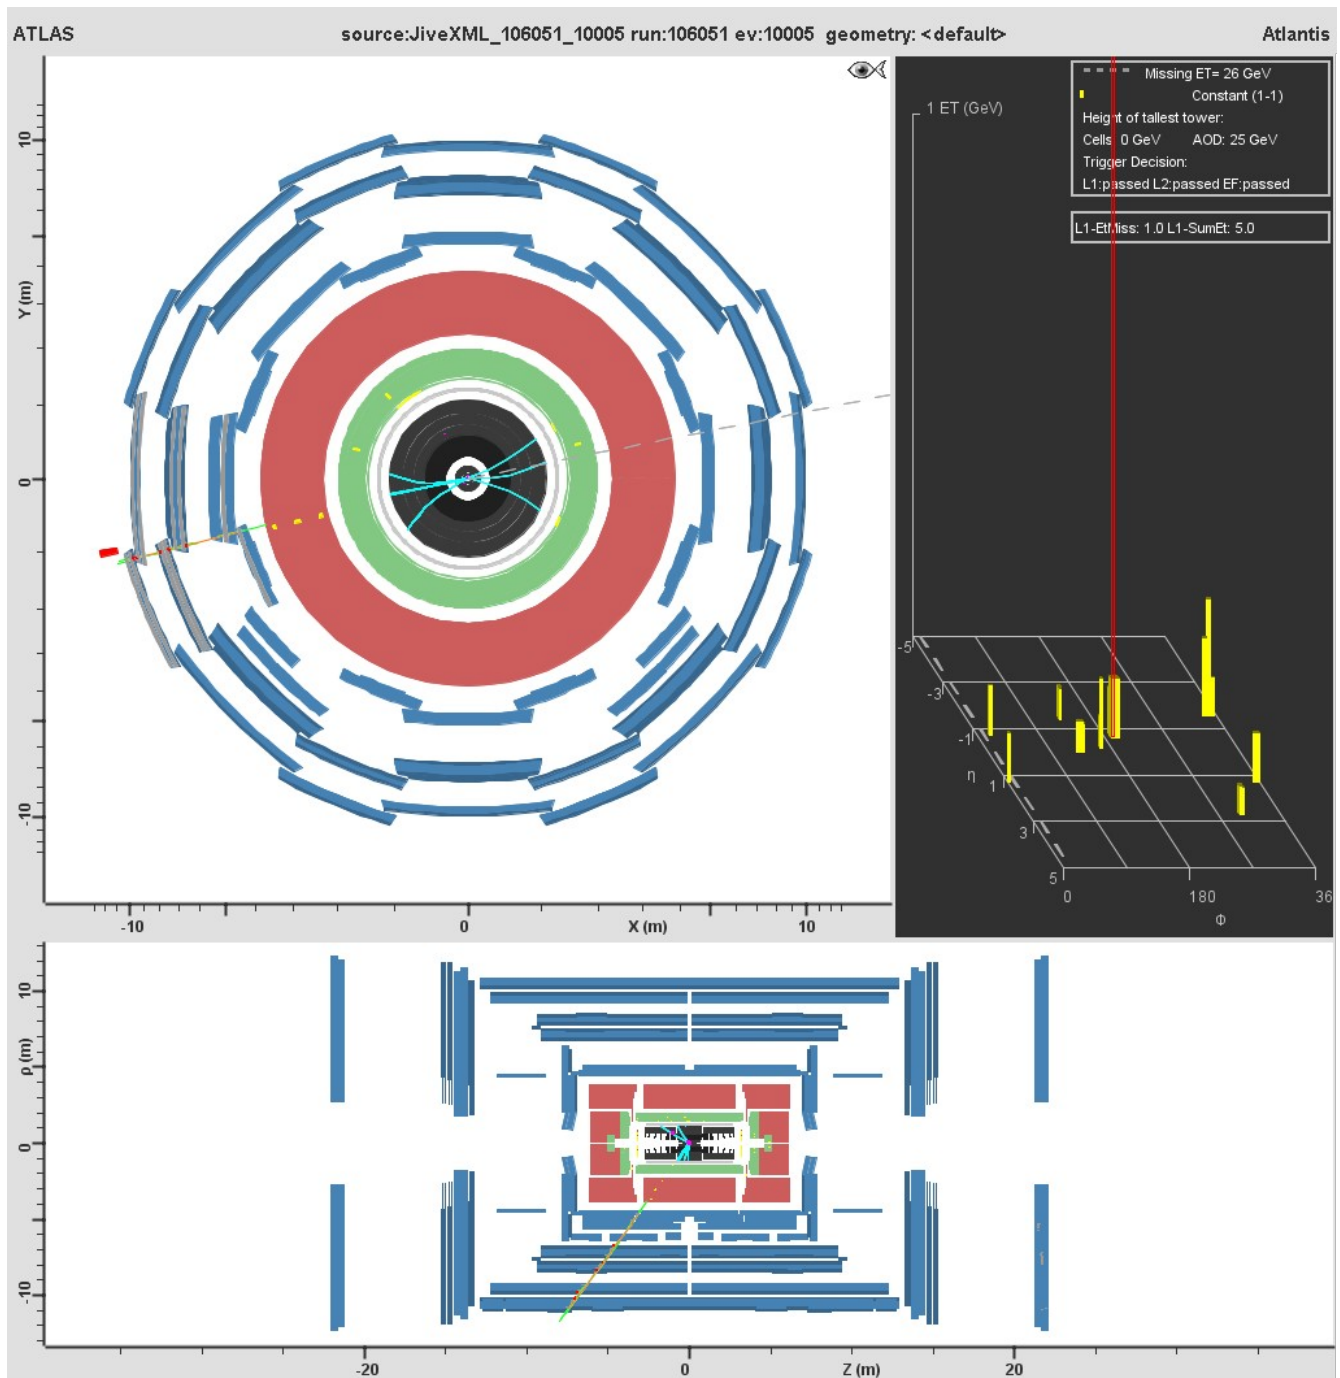 ATLAS source:JiveXML_106051_10005 run:106051 ev:10005 geometry: <default> Atlantis
Missing ET= 26 GeV
Constant (1-1)
Height of tallest tower:
Cells: 0 GeV AOD: 25 GeV
Trigger Decision:
L1:passed L2:passed EF:passed
L1-EtMiss: 1.0 L1-SumEt: 5.0
1 ET (GeV)
10
Y (m)
0
-10
-10 0 X (m) 10
-5
-3
-1
η 1
3
5
0 180 36
Φ
10
ρ (m)
0
-10
-20 0 Z (m) 20